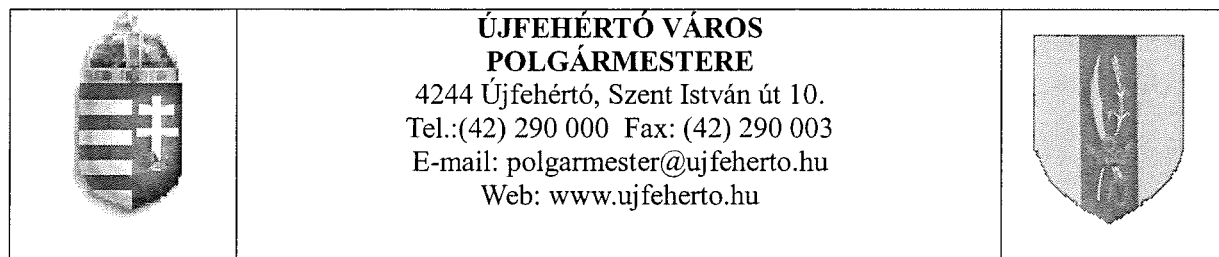 ÚJFEHÉRTÓ VÁROS
POLGÁRMESTERE
4244 Újfehértó, Szent István út 10.
Tel.:(42) 290 000 Fax: (42) 290 003
E-mail: polgarmester@ujfeherto.hu
Web: www.ujfeherto.hu